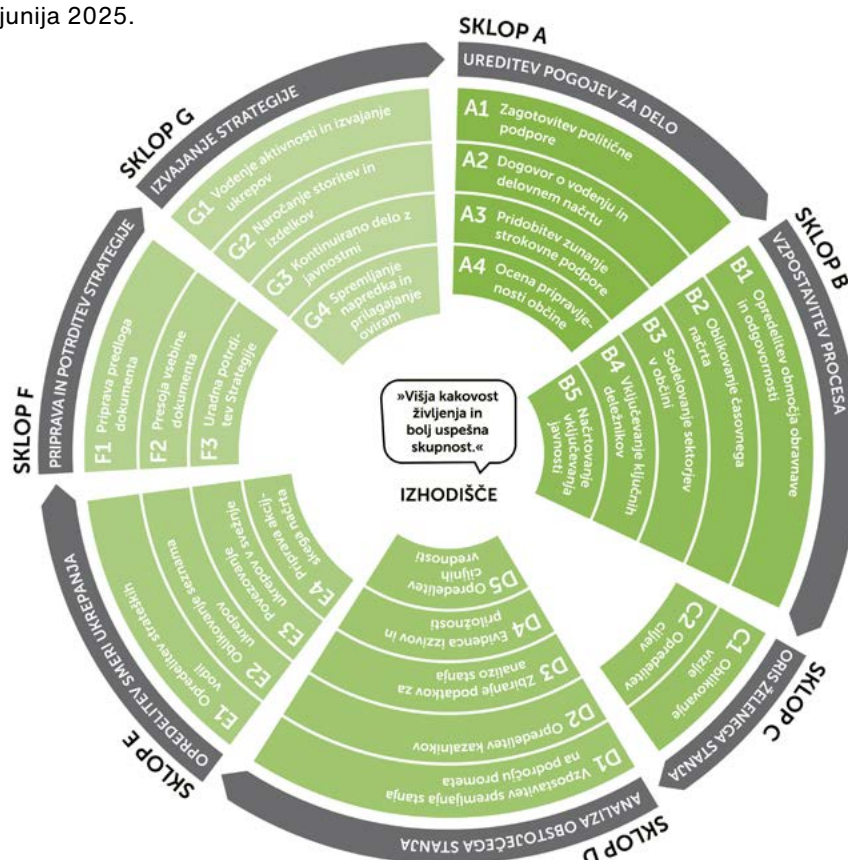 junija 2025.
SKLOP A
UREDITEV POGOJEV ZA DELO
A1 Zagotovitev politične
podpore
A2 Dogovor o vodenju in
delovnem načrtu
A3 Pridobitev zunanje
strokovne podpore
A4 Ocena pripravlje-
nosti občine
SKLOP B
VZPOSTAVITEV PROCESA
B1 Opredelitev območja obravnave
in odgovornosti
B2 Oblikovanje časovnega
načrta
B3 Sodelovanje sektorjev
v občini
B4 Vključevanje ključnih
deležnikov
B5 Načrtovanje
vključevanja
javnosti
SKLOP C
ORIS ŽELENEGA STANJA
C1 Oblikovanje
vizije
C2 Opredelitev
ciljev
SKLOP D
ANALIZA OBSTOJEČEGA STANJA
D1 Vzpostavitev spremljanja stanja
na področju prometa
D2 Opredelitev kazalnikov
D3 Zbiranje podatkov za
analizo stanja
D4 Evidenca izzivov in
priložnosti
D5 Opredelitev
ciljnih
vrednosti
SKLOP E
OPREDELITEV SMERI UKREPANJA
E1 Opredelitev strateških
vodil
E2 Oblikovanje seznama
ukrepov
E3 Povezovanje
ukrepov v svežnje
E4 Priprava akcij-
skega načrta
SKLOP F
PRIPRAVA IN POTRDITEV STRATEGIJE
F1 Priprava predloga
dokumenta
F2 Presoja vsebine
dokumenta
F3 Uradna potrdi-
tev Strategije
SKLOP G
IZVAJANJE STRATEGIJE
G1 Vodenje aktivnosti in izvajanje
ukrepov
G2 Naročanje storitev in
izdelkov
G3 Kontinuirano delo z
javnostmi
G4 Spremljanje
napredka in
prilagajanje
oviram
»Višja kakovost
življenja in
bolj uspešna
skupnost.«
IZHODIŠČE